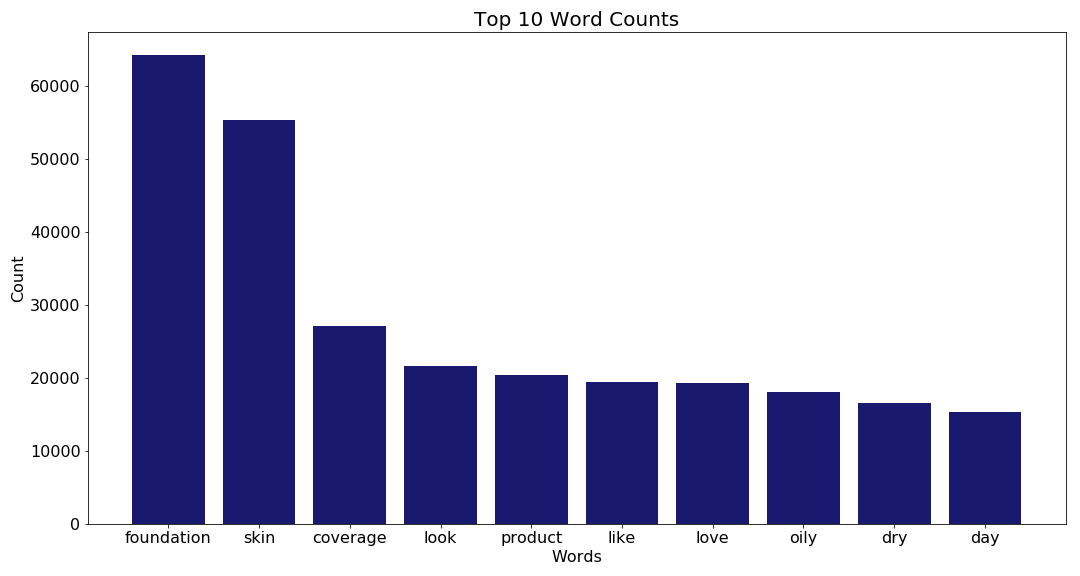 Top 10 Word Counts
Count
60000
50000
40000
30000
20000
10000
0
foundation skin coverage look product like love oily dry day
Words